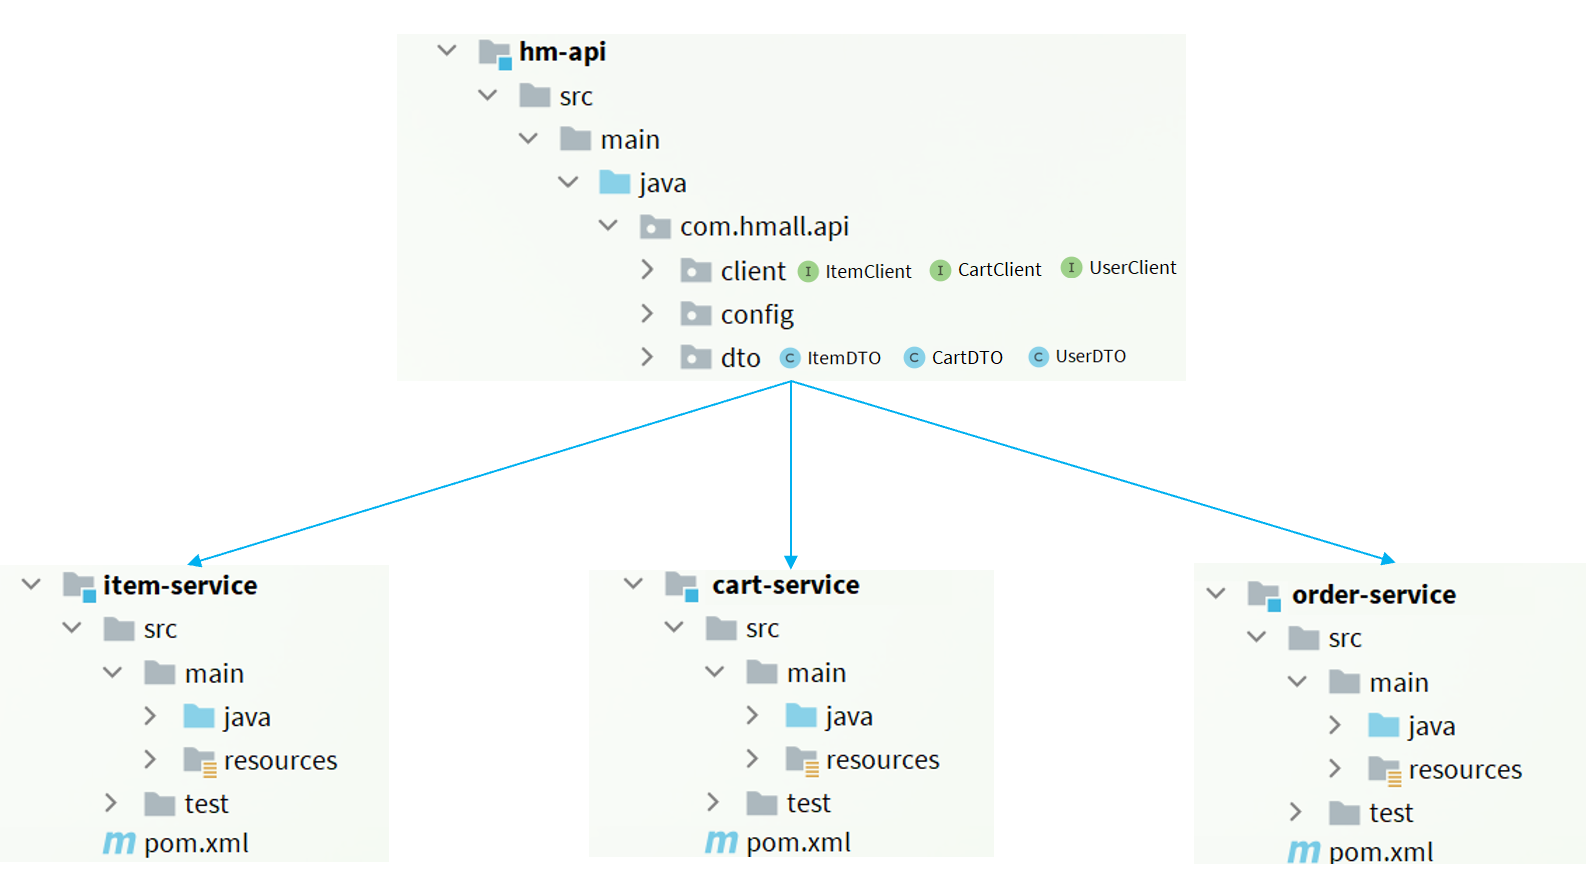 hm-api
src
main
java
com.hmall.api
client I ItemClient I CartClient I UserClient
config
dto C ItemDTO C CartDTO C UserDTO
item-service
src
main
java
resources
test
m pom.xml
cart-service
src
main
java
resources
test
m pom.xml
order-service
src
main
java
resources
test
m pom.xml